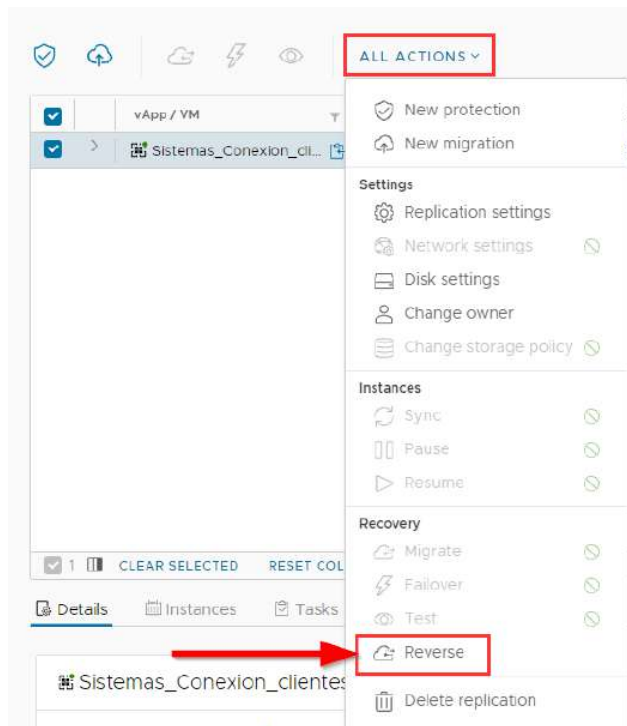 ALL ACTIONS
vApp / VM
Sistemas_Conexion_cli...
New protection
New migration
Settings
Replication settings
Network settings
Disk settings
Change owner
Change storage policy
Instances
Sync
Pause
Resume
Recovery
Migrate
Failover
Test
Reverse
Delete replication
1 CLEAR SELECTED RESET COL
Details Instances Tasks
Sistemas_Conexion_clientes